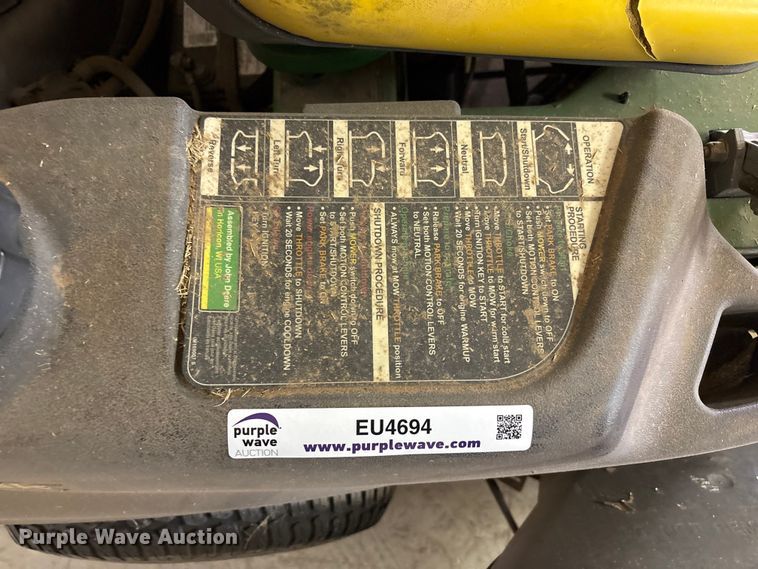 OPERATION
Start/Shutdown
Neutral
Forward
Right Turn
Left Turn
Reverse
STARTING
PROCEDURE
• Set PARK BRAKE to ON
• Push MOWER switch down to OFF
• Set both MOTION CONTROL LEVERS
to START/SHUTDOWN
• Move THROTTLE to START for cold start
• Move THROTTLE to MOW for warm start
• Turn IGNITION KEY to START
• Move THROTTLE to MOW
• Wait 20 SECONDS for engine WARMUP
• Release PARK BRAKE to OFF
• Set both MOTION CONTROL LEVERS
to NEUTRAL
• ALWAYS mow at MOW THROTTLE position
SHUTDOWN PROCEDURE
• Push MOWER switch down to OFF
• Set both MOTION CONTROL LEVERS
to START/SHUTDOWN
• Set PARK BRAKE to ON
• Move THROTTLE to SHUTDOWN
• Wait 20 SECONDS for engine COOLDOWN
• Turn IGNITION
Assembled by John Deere
in Horicon, WI, USA
purple
wave
AUCTION
EU4694
www.purplewave.com
Purple Wave Auction